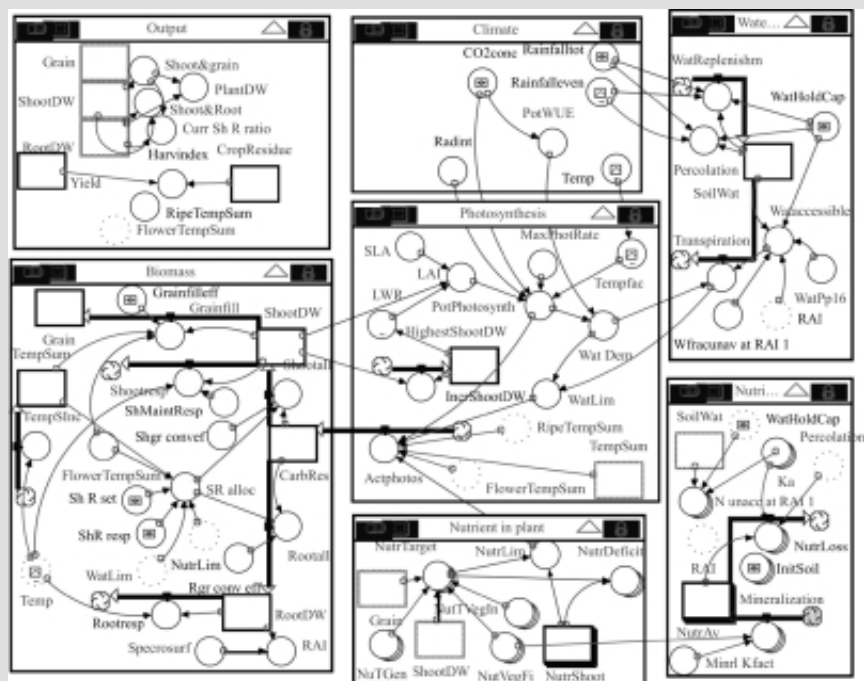 Output
Grain
Shoot&grain
PlantDW
ShootDW
Shoot&Root
Curr Sh R ratio
RootDW
Harvindex
CropResidue
Yield
RipeTempSum
FlowerTempSum
Climate
CO2conc
Rainfalltot
Rainfalleven
PotWUE
Radint
Temp
Wate...
WatReplenishm
WatHoldCap
Percolation
SoilWat
Wataccessible
Transpiration
WatPp16
RAI
Wfracunav at RAI 1
Photosynthesis
SLA
MaxPhotRate
LAI
Tempfac
LWR
PotPhotosynth
HighestShootDW
Wat Dem
IncrShootDW
WatLim
RipeTempSum
TempSum
Actphotos
FlowerTempSum
Biomass
Grainfilleff
Grainfill
ShootDW
Grain
TempSum
Shootall
Shootresp
TempSInc
ShMaintResp
Shgr convef
CarbRes
FlowerTempSum
Sh R set
SR alloc
ShR resp
NutrLim
Rootall
WatLim
Temp
Rgr conv eff
RootDW
Rootresp
Specrosurf
RAI
Nutrient in plant
NutrTarget
NutrLim
NutrDeficit
NutTVegIn
Grain
NuTGen
ShootDW
NutVegFi
NutrShoot
Nutri...
SoilWat
WatHoldCap
Percolation
Ka
N unacc at RAI 1
NutrLoss
RAI
InitSoil
Mineralization
NutrAv
Minrl Kfact